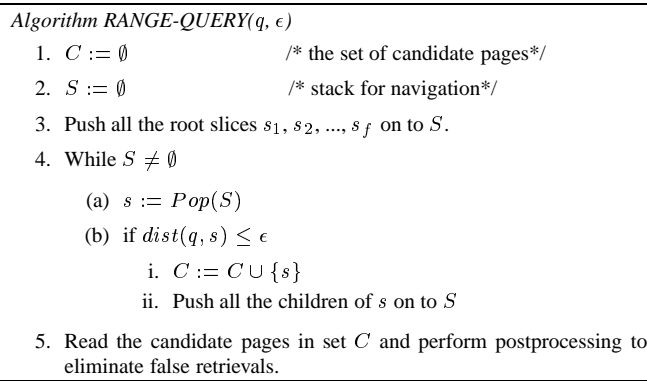 Algorithm RANGE-QUERY(q, ϵ)
1. C := ∅ /* the set of candidate pages*/
2. S := ∅ /* stack for navigation*/
3. Push all the root slices s₁, s₂, ..., s_f on to S.
4. While S ≠ ∅
(a) s := Pop(S)
(b) if dist(q, s) ≤ ϵ
i. C := C ∪ {s}
ii. Push all the children of s on to S
5. Read the candidate pages in set C and perform postprocessing to
eliminate false retrievals.